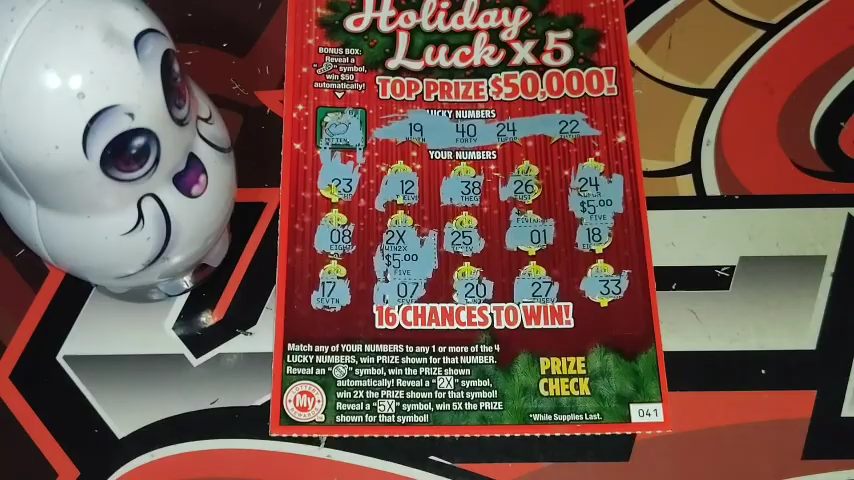 Holiday
Luck x5
BONUS BOX:
Reveal a
" " symbol,
win $50
automatically!
TOP PRIZE $50,000!
LUCKY NUMBERS
19 40 24 22
FORTY
YOUR NUMBERS
23 12 38 26 24
$5.00
FIVE
08 2X 25 01 18
EIGHT WIN2X
$5.00
FIVE
17 07 20 27 33
SEVTN
16 CHANCES TO WIN!
Match any of YOUR NUMBERS to any 1 or more of the 4
LUCKY NUMBERS, win PRIZE shown for that NUMBER.
Reveal an " " symbol, win the PRIZE shown
automatically! Reveal a "2X" symbol,
win 2X the PRIZE shown for that symbol!
Reveal a "5X" symbol, win 5X the PRIZE
shown for that symbol!
PRIZE
CHECK
My
*While Supplies Last.
041